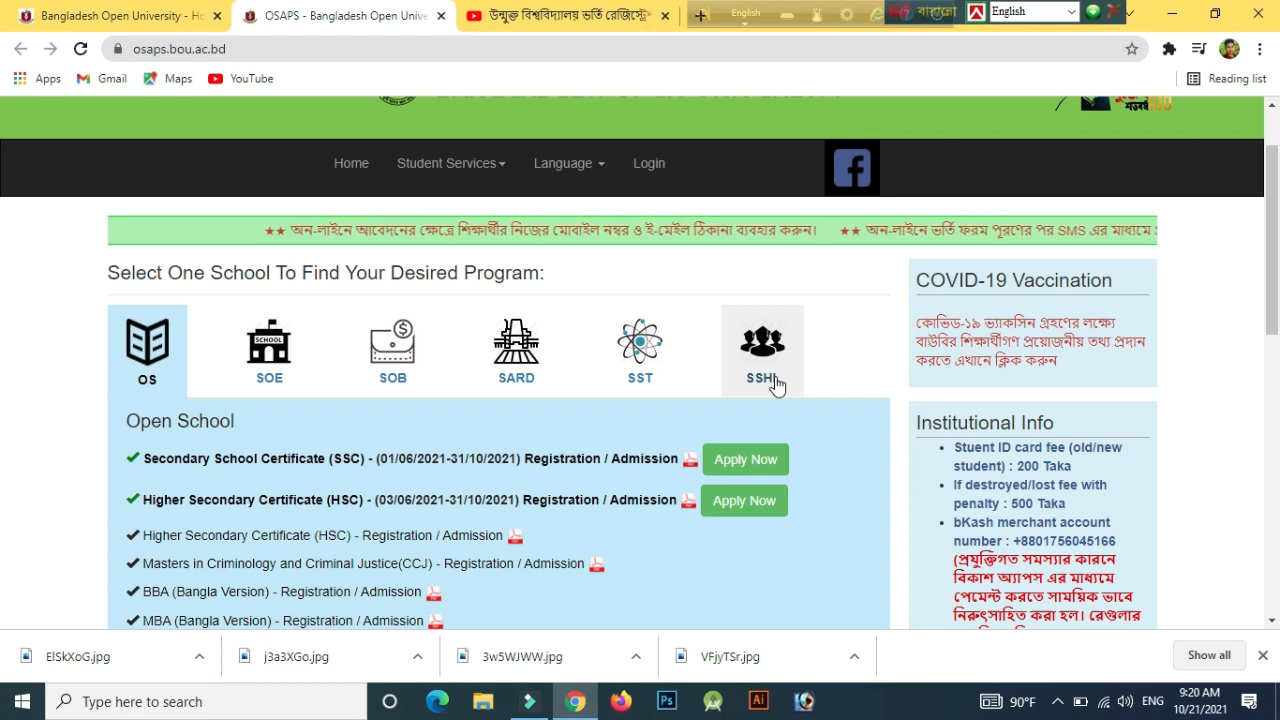 Bangladesh Open University - H
OSAPS: Bangladesh Open Unive
উন্মুক্ত বিশ্ববিদ্যালয় ভর্তি রেজিস্ট্রে
English
বাংলা
English
osaps.bou.ac.bd
Apps
Gmail
Maps
YouTube
Reading list
Home
Student Services
Language
Login
★★ অন-লাইনে আবেদনের ক্ষেত্রে শিক্ষার্থীর নিজের মোবাইল নম্বর ও ই-মেইল ঠিকানা ব্যবহার করুন। ★★ অন-লাইনে ভর্তি ফরম পূরণের পর SMS এর মাধ্যমে
Select One School To Find Your Desired Program:
SCHOOL
OS
SOE
SOB
SARD
SST
SSHL
Open School
Secondary School Certificate (SSC) - (01/06/2021-31/10/2021) Registration / Admission
Apply Now
Higher Secondary Certificate (HSC) - (03/06/2021-31/10/2021) Registration / Admission
Apply Now
Higher Secondary Certificate (HSC) - Registration / Admission
Masters in Criminology and Criminal Justice(CCJ) - Registration / Admission
BBA (Bangla Version) - Registration / Admission
MBA (Bangla Version) - Registration / Admission
COVID-19 Vaccination
কোভিড-১৯ ভ্যাকসিন গ্রহণের লক্ষ্যে
বাউবির শিক্ষার্থীগণ প্রয়োজনীয় তথ্য প্রদান
করতে এখানে ক্লিক করুন
Institutional Info
Stuent ID card fee (old/new
student) : 200 Taka
If destroyed/lost fee with
penalty : 500 Taka
bKash merchant account
number : +8801756045166
(প্রযুক্তিগত সমস্যার কারনে
বিকাশ অ্যাপস এর মাধ্যমে
পেমেন্ট করতে সাময়িক ভাবে
নিরুৎসাহিত করা হল। রেগুলার
ElSkXoG.jpg
j3a3XGo.jpg
3w5WJWW.jpg
VFjyTSr.jpg
Show all
Type here to search
90°F
ENG
9:20 AM
10/21/2021